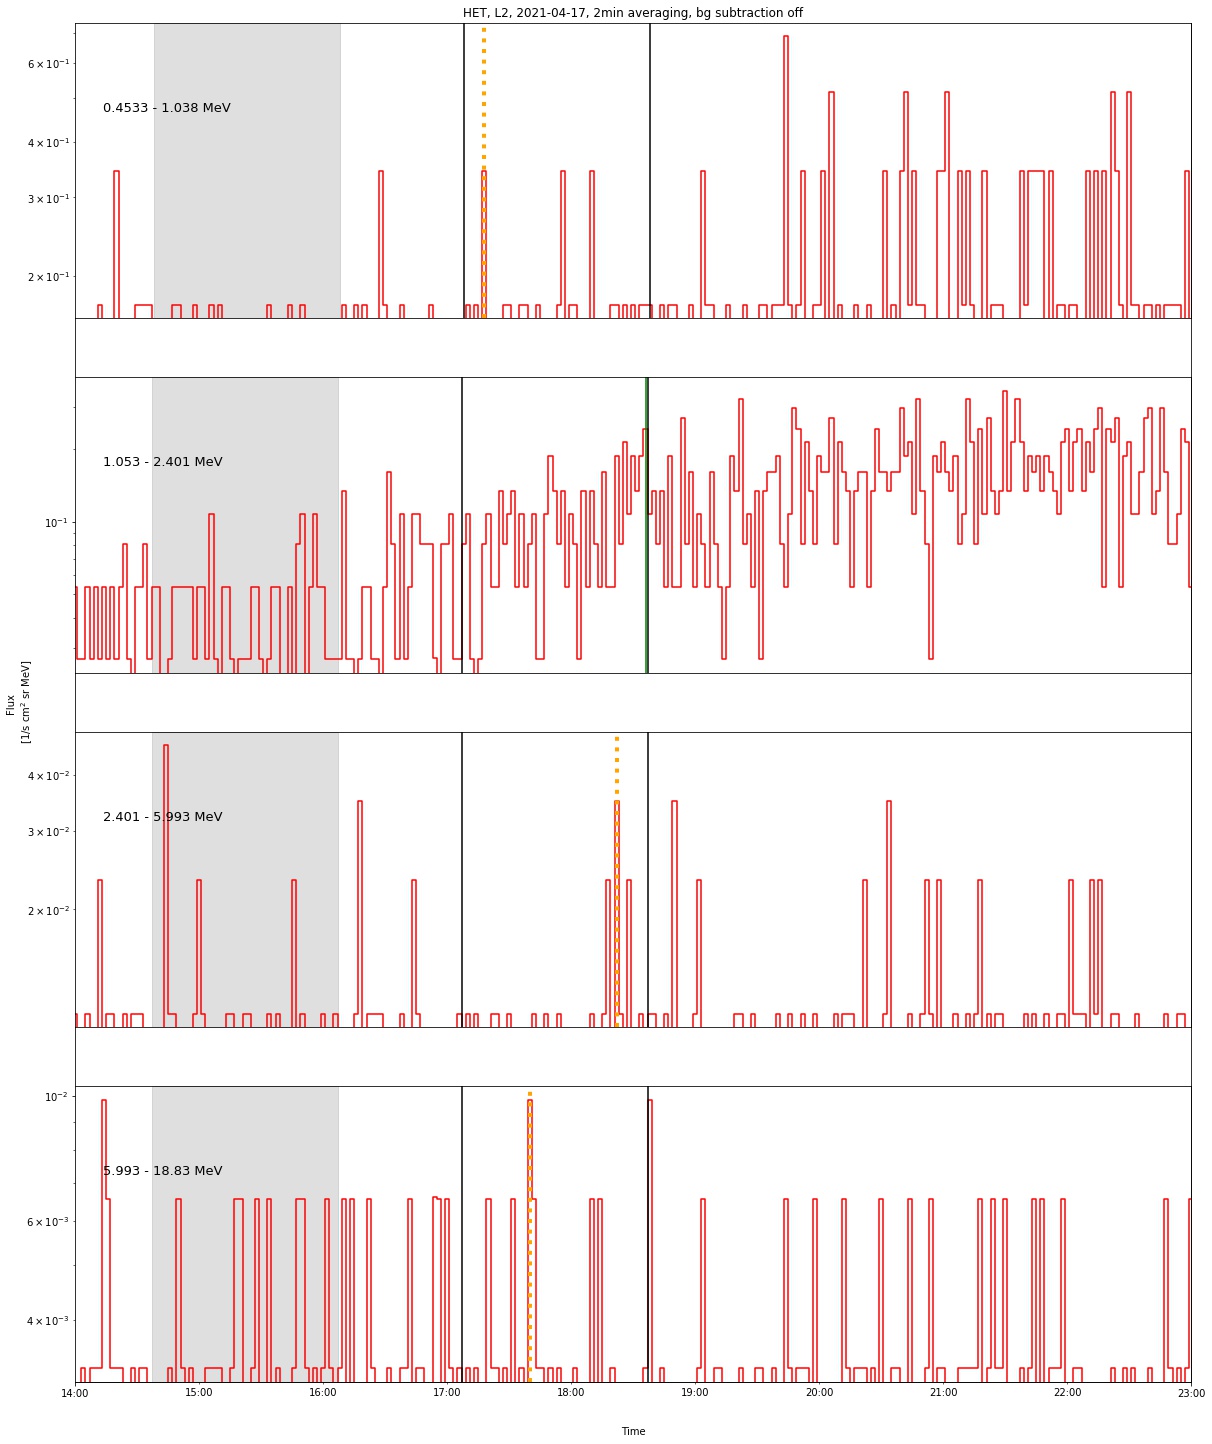 HET, L2, 2021-04-17, 2min averaging, bg subtraction off
6 × 10⁻¹
0.4533 - 1.038 MeV
4 × 10⁻¹
3 × 10⁻¹
2 × 10⁻¹
1.053 - 2.401 MeV
10⁻¹
Flux
[1/s cm² sr MeV]
4 × 10⁻²
3 × 10⁻²
2.401 - 5.993 MeV
2 × 10⁻²
10⁻²
5.993 - 18.83 MeV
6 × 10⁻³
4 × 10⁻³
14:00 15:00 16:00 17:00 18:00 19:00 20:00 21:00 22:00 23:00
Time